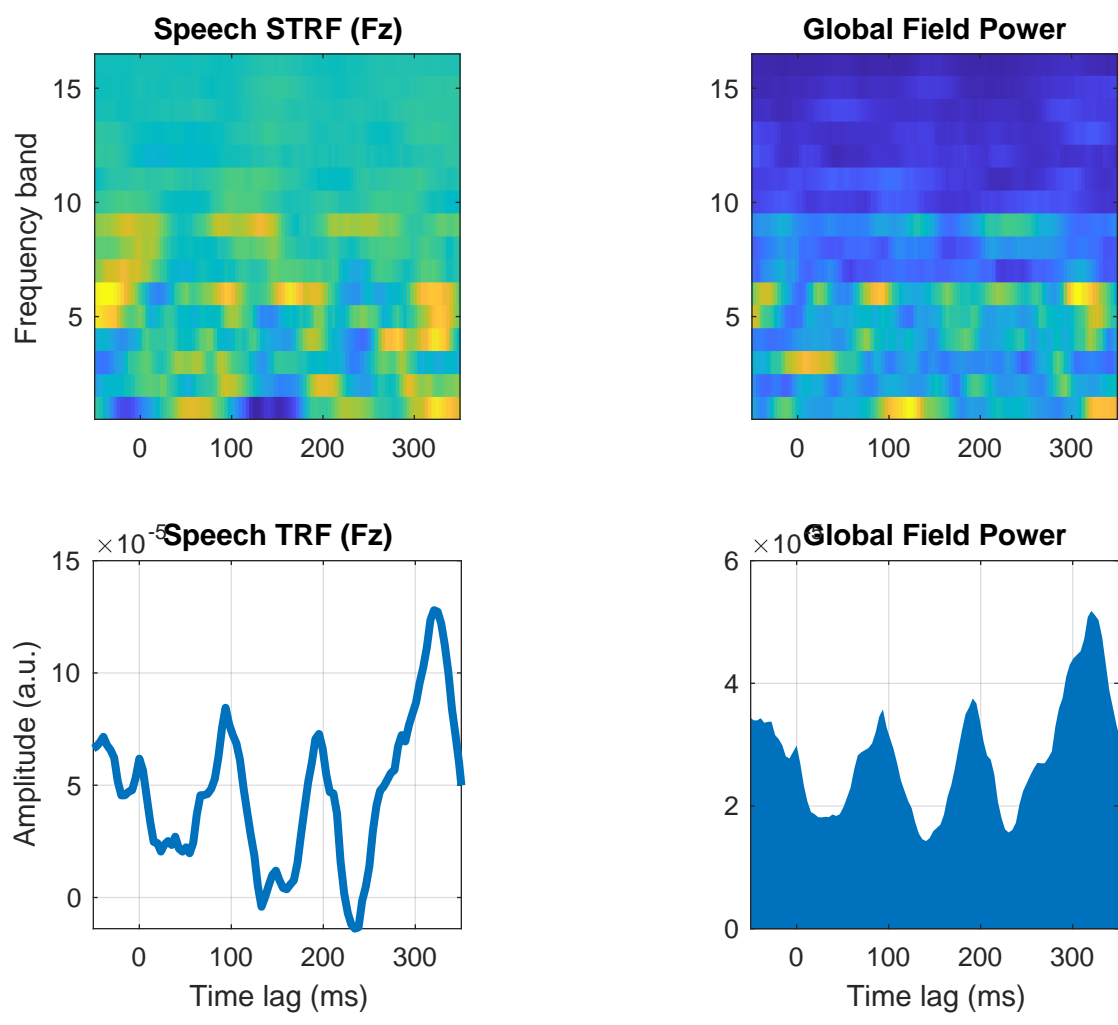 Speech STRF (Fz)
Frequency band
15
10
5
0 100 200 300
Global Field Power
15
10
5
0 100 200 300
Speech TRF (Fz)
×10⁻⁵
Amplitude (a.u.)
15
10
5
0
0 100 200 300
Time lag (ms)
Global Field Power
×10
6
4
2
0
0 100 200 300
Time lag (ms)